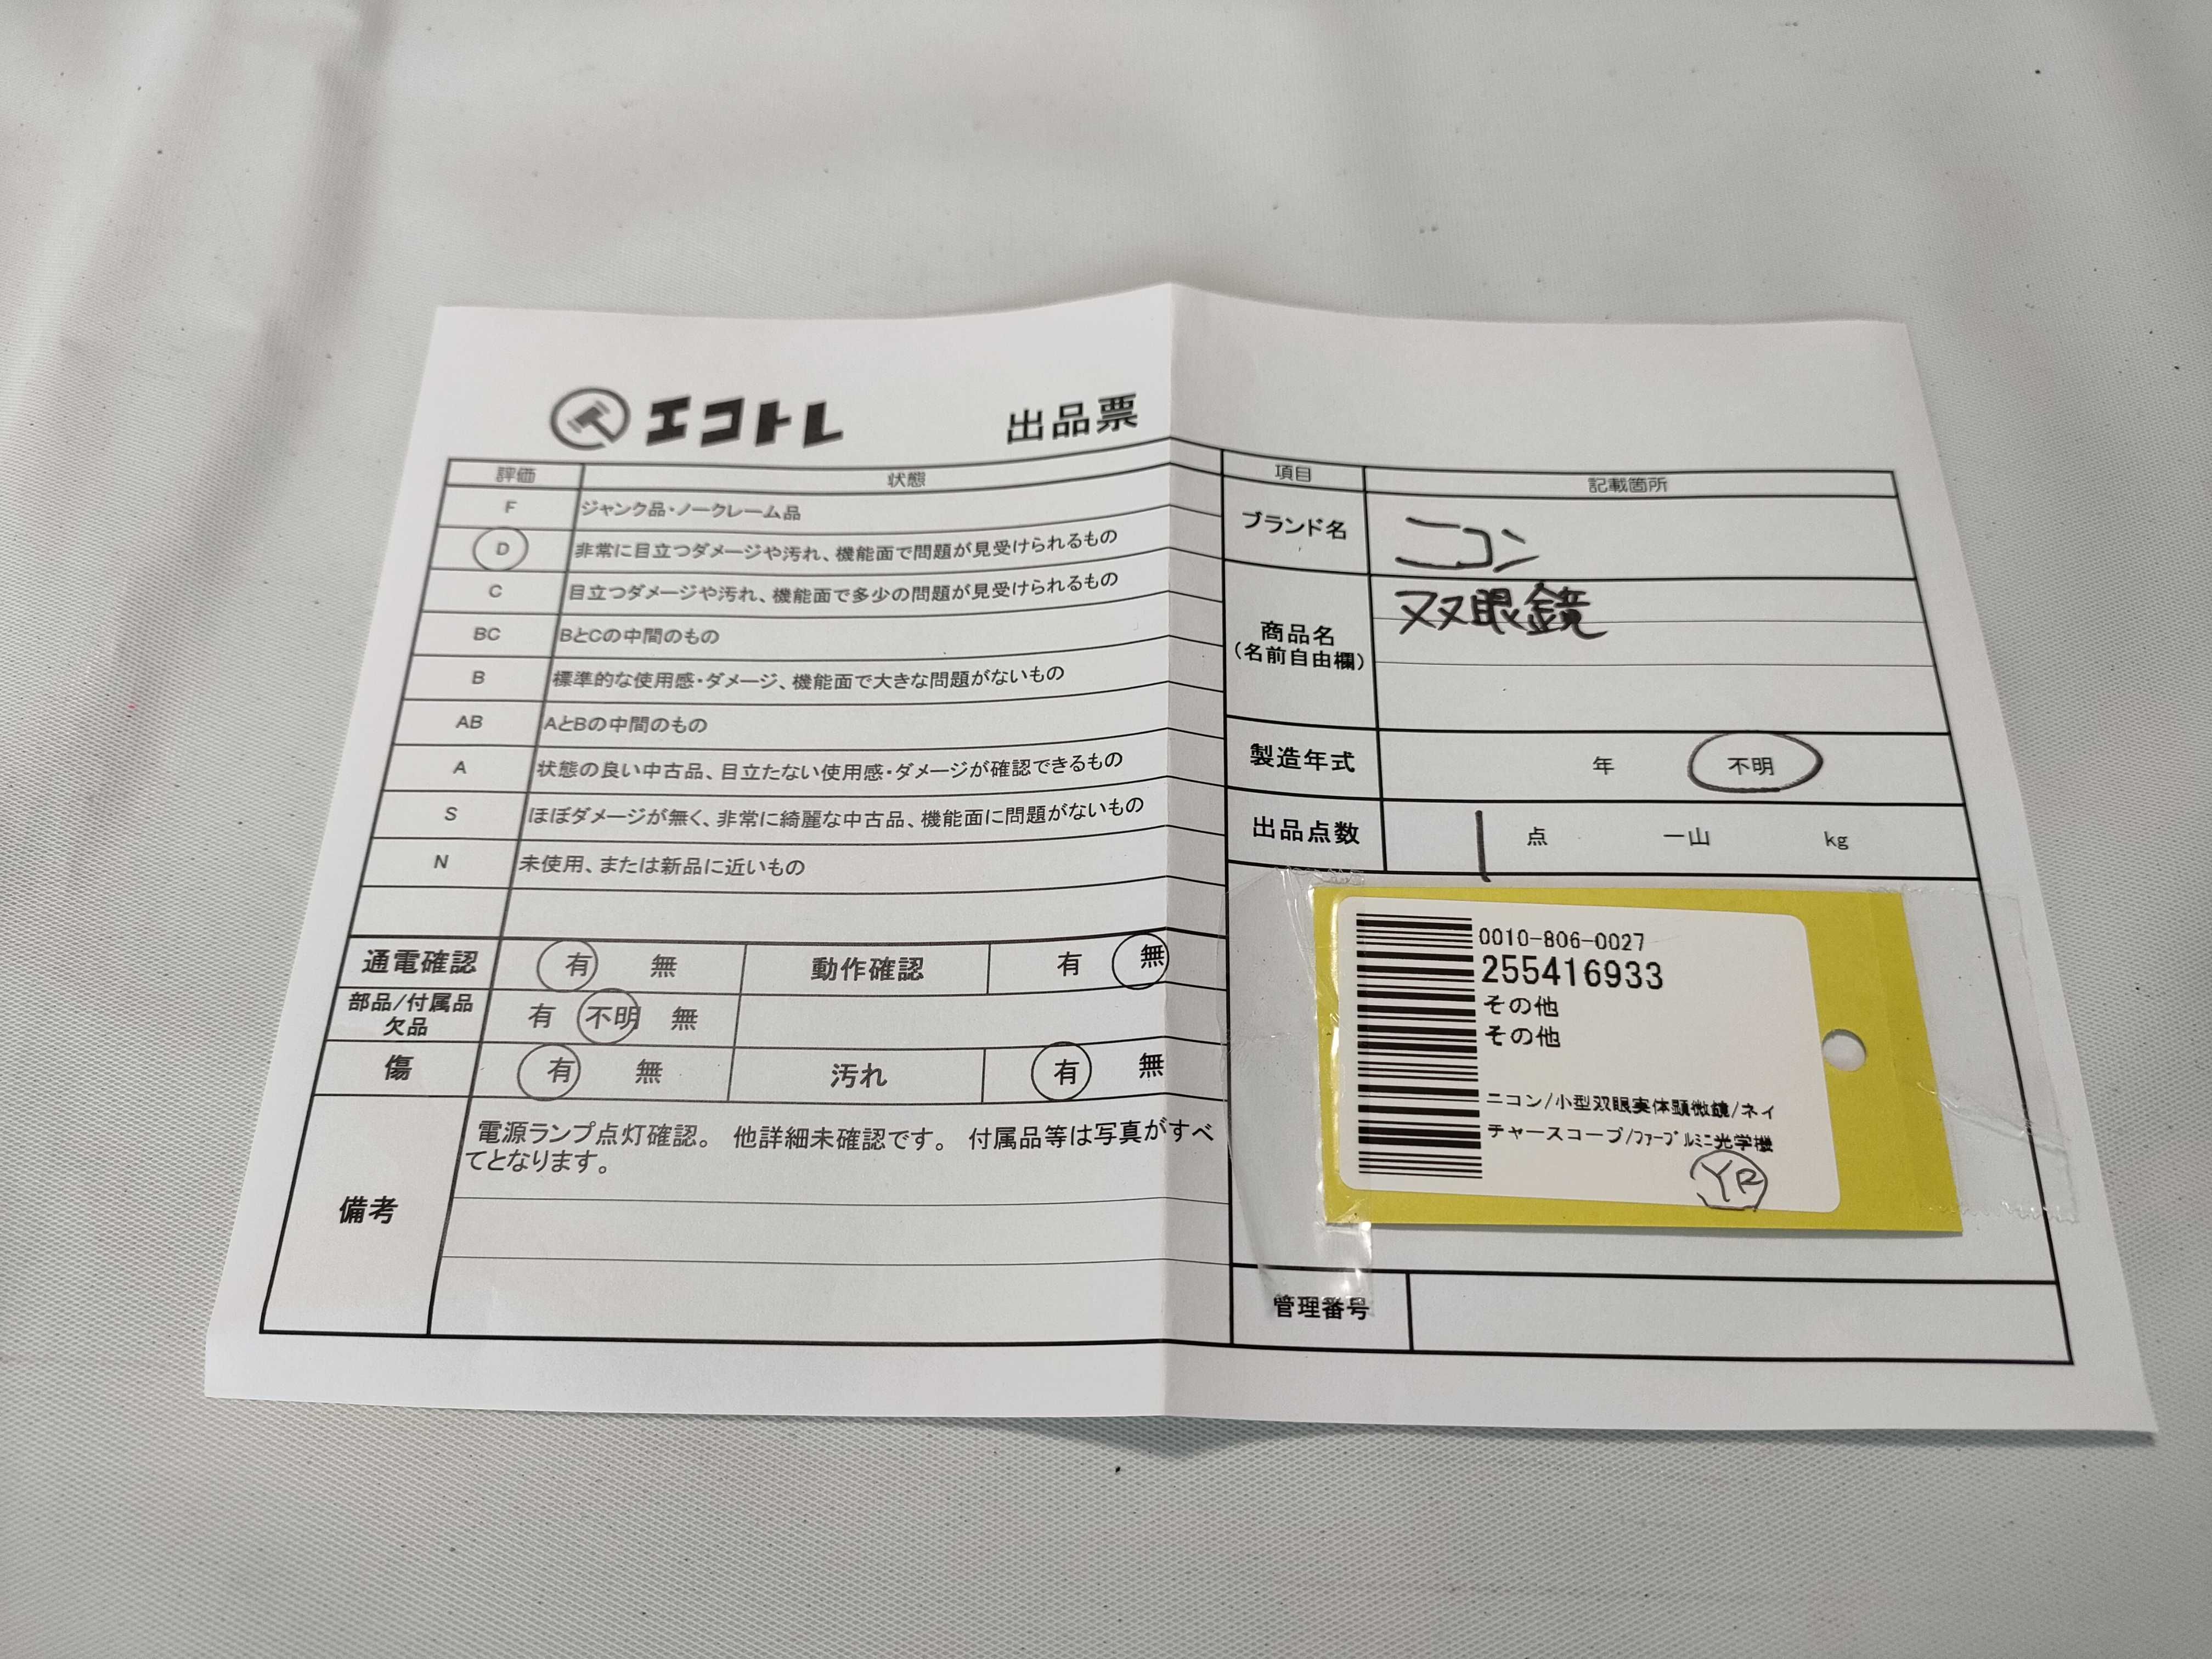 エコトレ 出品票
評価 状態
F ジャンク品・ノークレーム品
D 非常に目立つダメージや汚れ、機能面で問題が見受けられるもの
C 目立つダメージや汚れ、機能面で多少の問題が見受けられるもの
BC BとCの中間のもの
B 標準的な使用感・ダメージ、機能面で大きな問題がないもの
AB AとBの中間のもの
A 状態の良い中古品、目立たない使用感・ダメージが確認できるもの
S ほぼダメージが無く、非常に綺麗な中古品、機能面に問題がないもの
N 未使用、または新品に近いもの
通電確認 有 無 動作確認 有 無
部品/付属品
欠品 有 不明 無
傷 有 無 汚れ 有 無
備考
電源ランプ点灯確認。 他詳細未確認です。 付属品等は写真がすべ
てとなります。
項目 記載箇所
ブランド名 ニコン
商品名
(名前自由欄)
双眼鏡
製造年式 年 不明
出品点数 1 点 一山 kg
0010-806-0027
255416933
その他
その他
ニコン/小型双眼実体顕微鏡/ネイ
チャースコープ/ファーブルミニ光学機
YR
管理番号